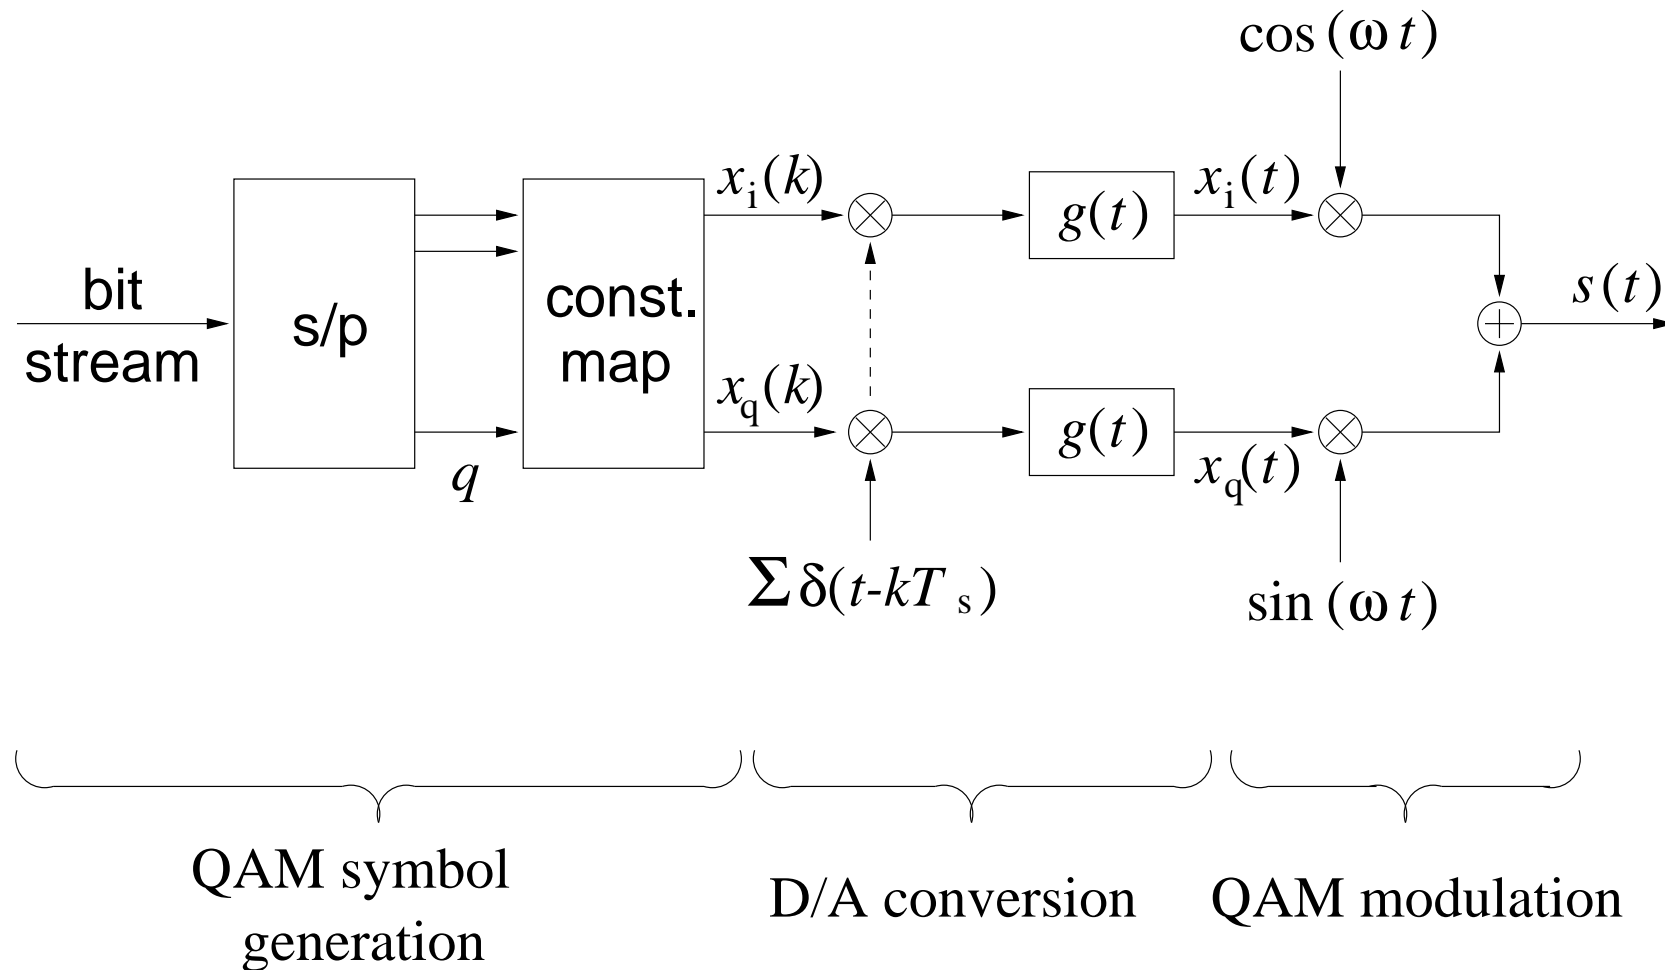 cos (ω t)
x_i(k)
x_i(t)
g(t)
bit
stream
s/p
const.
map
s(t)
x_q(k)
g(t)
x_q(t)
q
Σ δ(t-kT_s)
sin (ω t)
QAM symbol
generation
D/A conversion
QAM modulation